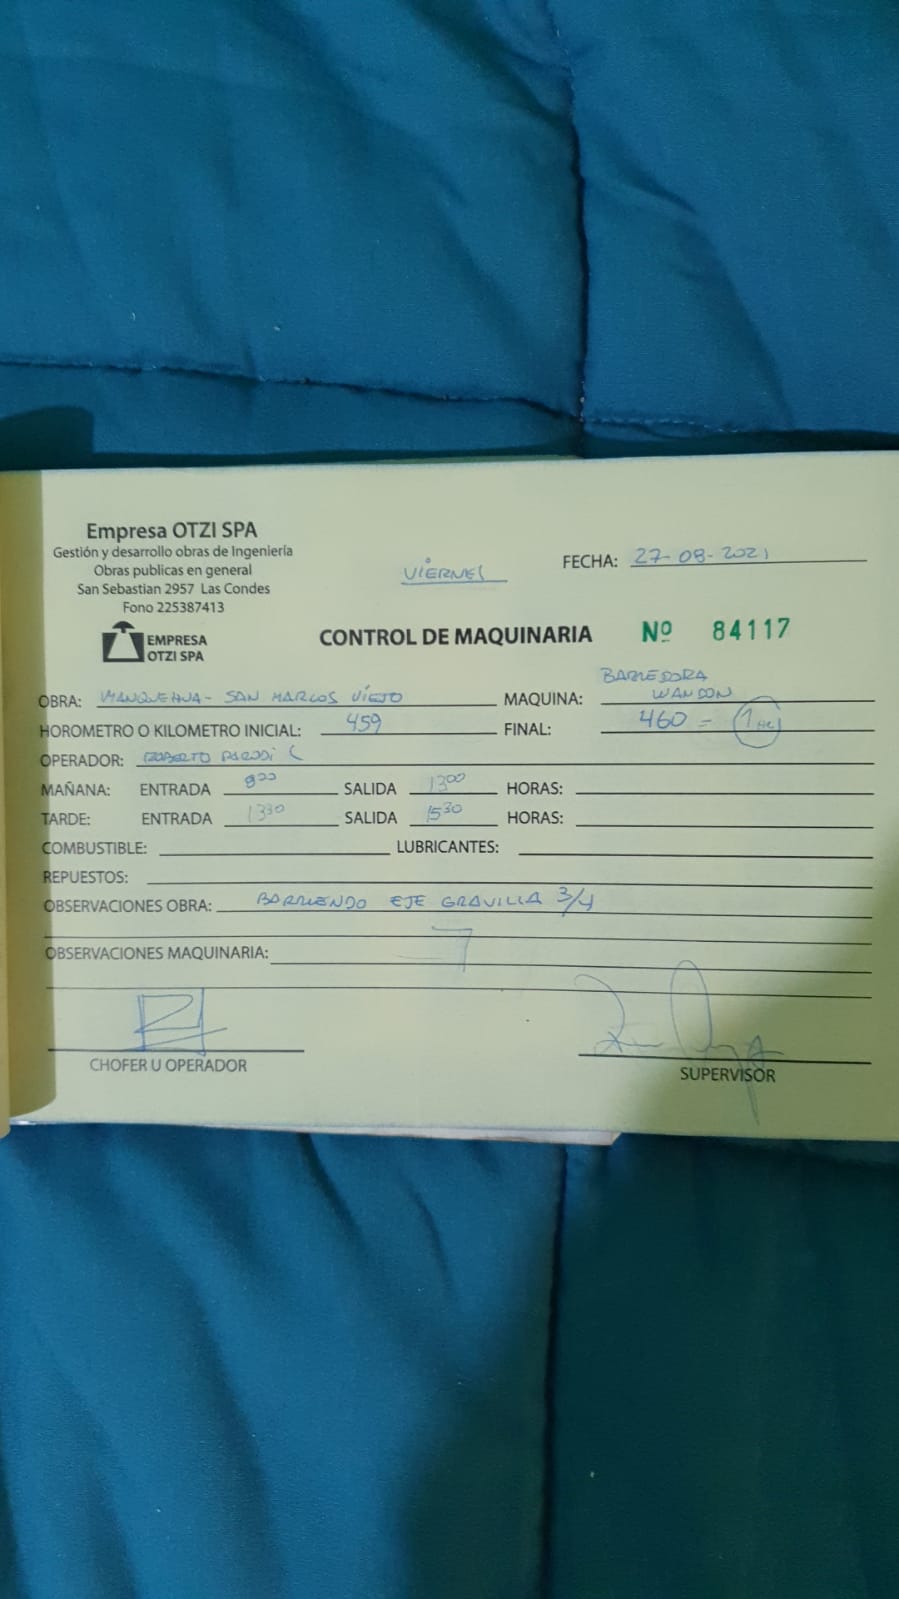 Empresa OTZI SPA
Gestión y desarrollo obras de Ingeniería
Obras publicas en general
San Sebastian 2957 Las Condes
Fono 225387413
EMPRESA
OTZI SPA
VIERNES
FECHA: 27-08-2021
CONTROL DE MAQUINARIA
Nº 84117
OBRA: MANQUEHUA - SAN MARCOS VIEJO
MAQUINA: BARREDORA
WANDON
HOROMETRO O KILOMETRO INICIAL: 459
FINAL: 460 = 1
OPERADOR: ROBERTO PARODI C
MAÑANA: ENTRADA 8 00 SALIDA 13 00 HORAS:
TARDE: ENTRADA 13 30 SALIDA 15 30 HORAS:
COMBUSTIBLE: LUBRICANTES:
REPUESTOS:
OBSERVACIONES OBRA: BARRIENDO EJE GRAVILLA 3/4
OBSERVACIONES MAQUINARIA:
CHOFER U OPERADOR
SUPERVISOR